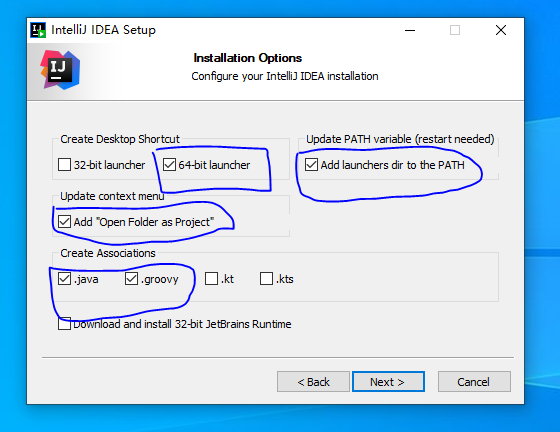 IntelliJ IDEA Setup
IJ
Installation Options
Configure your IntelliJ IDEA installation
Create Desktop Shortcut
Update PATH variable (restart needed)
32-bit launcher
64-bit launcher
Add launchers dir to the PATH
Update context menu
Add "Open Folder as Project"
Create Associations
.java
.groovy
.kt
.kts
Download and install 32-bit JetBrains Runtime
< Back
Next >
Cancel